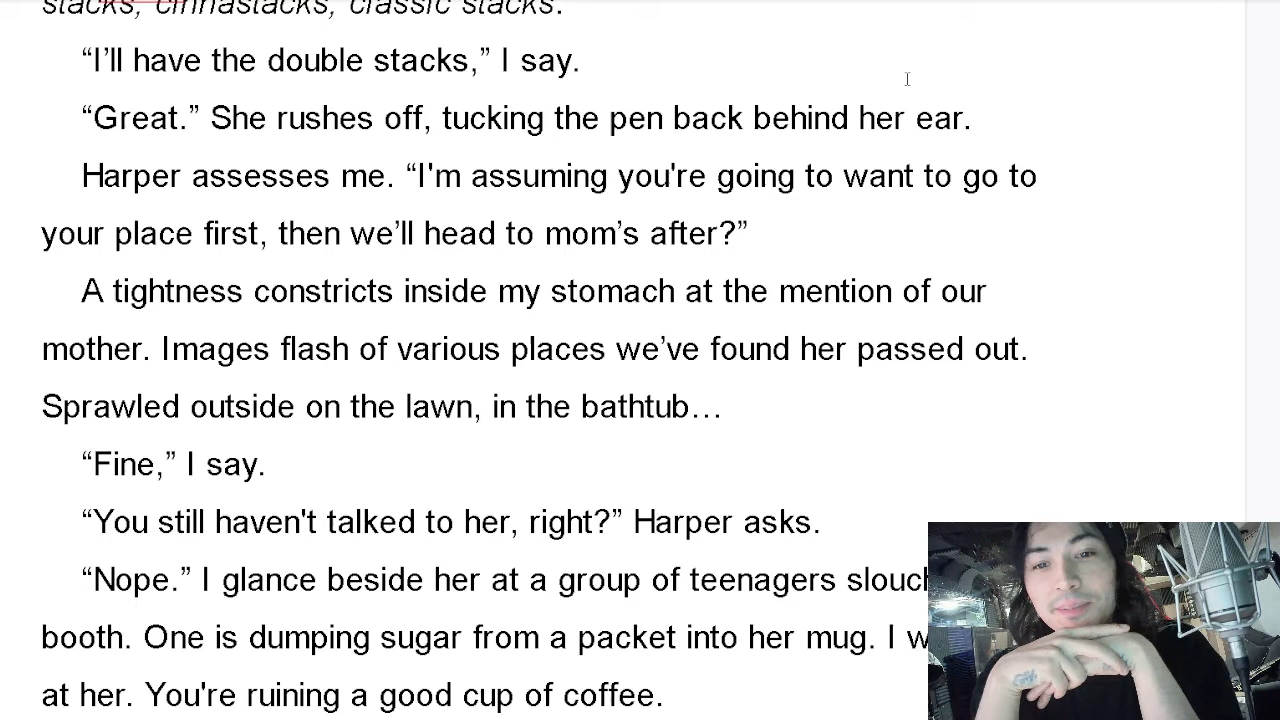 stacks, cinnastacks, classic stacks.
“I’ll have the double stacks,” I say.
“Great.” She rushes off, tucking the pen back behind her ear.
Harper assesses me. “I'm assuming you're going to want to go to
your place first, then we’ll head to mom’s after?”
A tightness constricts inside my stomach at the mention of our
mother. Images flash of various places we’ve found her passed out.
Sprawled outside on the lawn, in the bathtub…
“Fine,” I say.
“You still haven't talked to her, right?” Harper asks.
“Nope.” I glance beside her at a group of teenagers
booth. One is dumping sugar from a packet into her mug. I
at her. You're ruining a good cup of coffee.